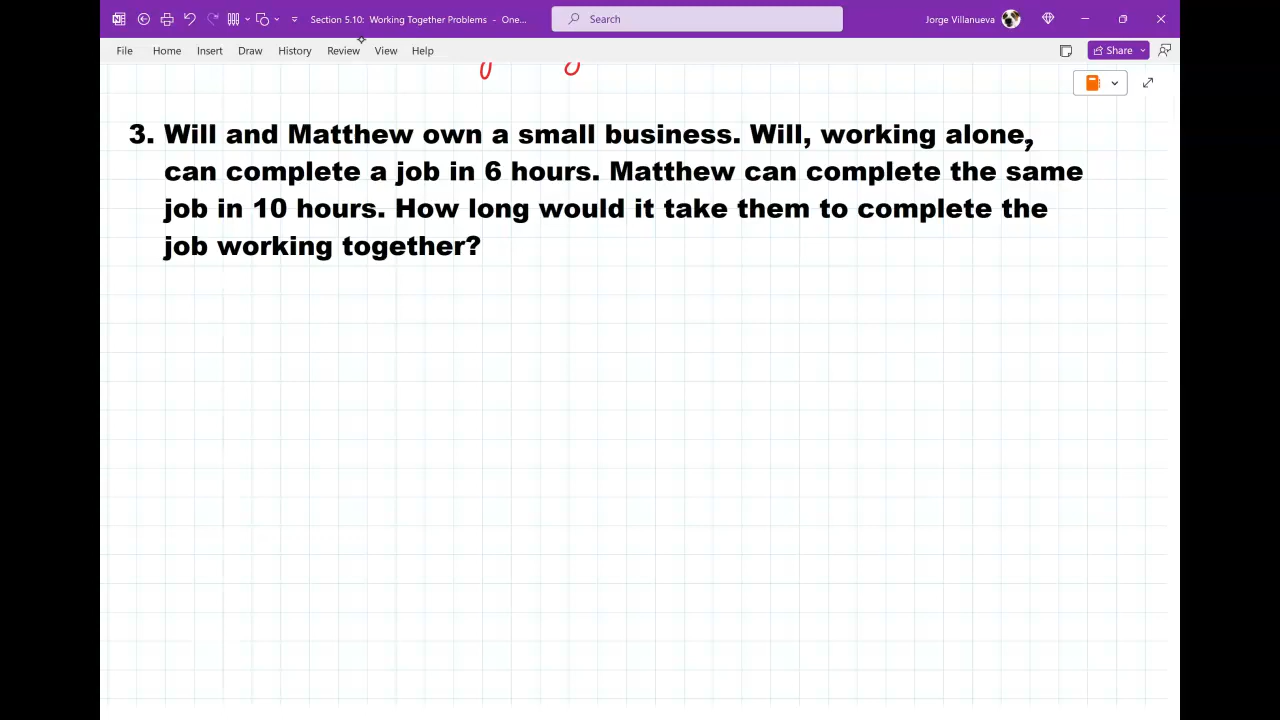 Section 5.10: Working Together Problems - One...
Search
Jorge Villanueva
File Home Insert Draw History Review View Help
Share
3. Will and Matthew own a small business. Will, working alone,
can complete a job in 6 hours. Matthew can complete the same
job in 10 hours. How long would it take them to complete the
job working together?